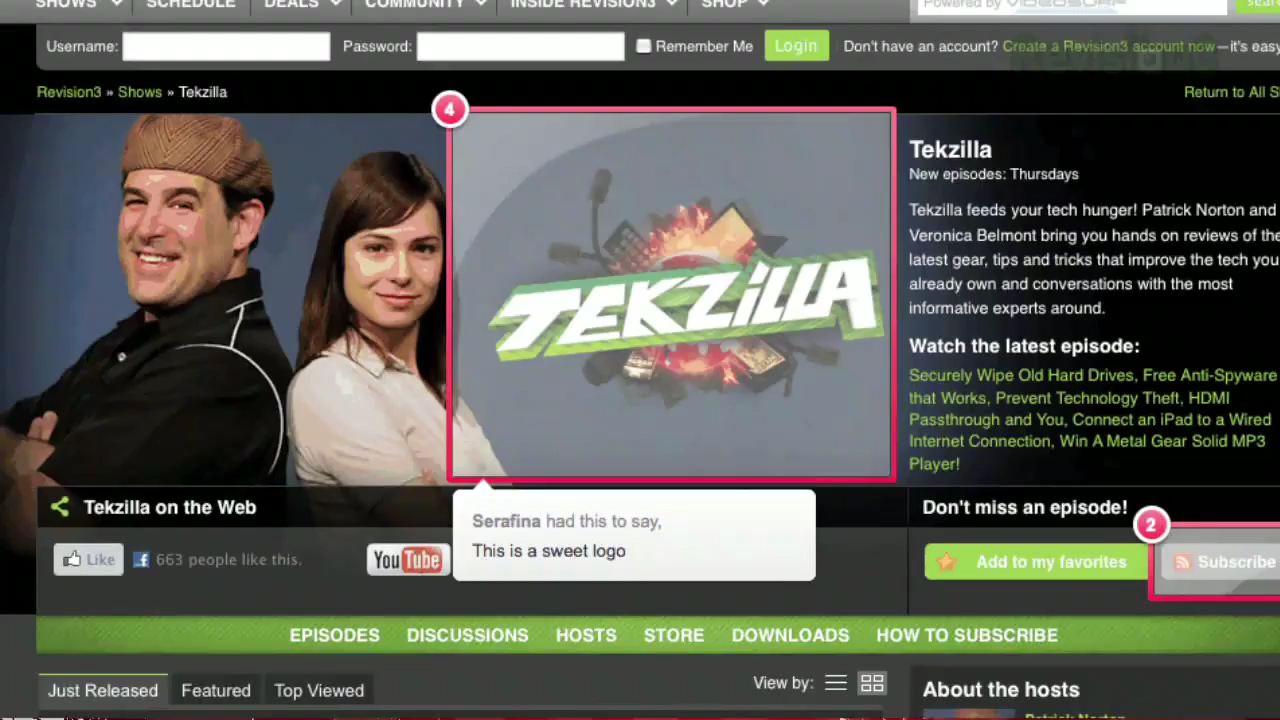 SHOWS SCHEDULE DEALS COMMUNITY INSIDE REVISION3 SHOP Powered by VIDEOSURF
Username: Password: Remember Me Login Don't have an account? Create a Revision3 account now—it's easy
Revision3 » Shows » Tekzilla Return to All S
4
TEKZILLA
Tekzilla
New episodes: Thursdays
Tekzilla feeds your tech hunger! Patrick Norton and
Veronica Belmont bring you hands on reviews of the
latest gear, tips and tricks that improve the tech you
already own and conversations with the most
informative experts around.
Watch the latest episode:
Securely Wipe Old Hard Drives, Free Anti-Spyware
that Works, Prevent Technology Theft, HDMI
Passthrough and You, Connect an iPad to a Wired
Internet Connection, Win A Metal Gear Solid MP3
Player!
Tekzilla on the Web
Like 663 people like this. YouTube
Serafina had this to say,
This is a sweet logo
Don't miss an episode!
2
Add to my favorites Subscribe
EPISODES DISCUSSIONS HOSTS STORE DOWNLOADS HOW TO SUBSCRIBE
Just Released Featured Top Viewed View by:
About the hosts
Patrick Norton